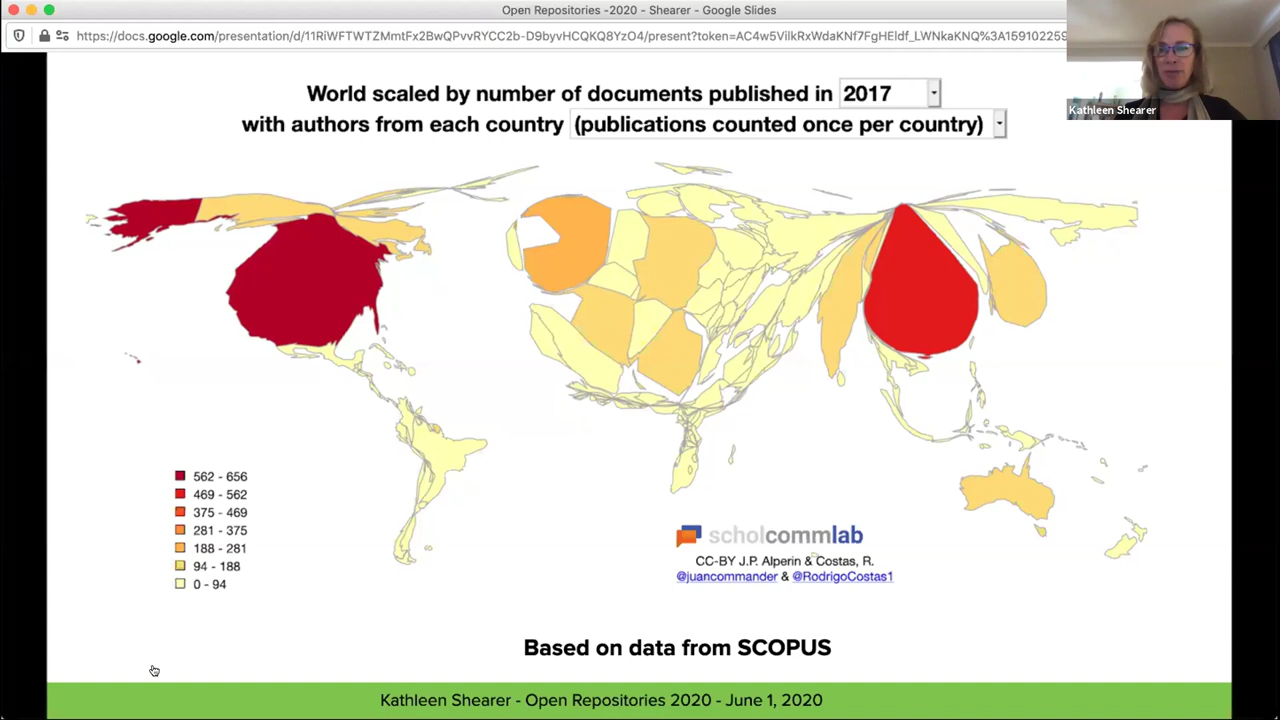 Open Repositories -2020 - Shearer - Google Slides
https://docs.google.com/presentation/d/11RiWFTWTZMmtFx2BwQPvvRYCC2b-D9byvHCQKQ8YzO4/present?token=AC4w5VilkRxWdaKNf7FgHEldf_LWNkaKNQ%3A15910225
Kathleen Shearer
World scaled by number of documents published in 2017
with authors from each country (publications counted once per country)
562 - 656
469 - 562
375 - 469
281 - 375
188 - 281
94 - 188
0 - 94
scholcommlab
CC-BY J.P. Alperin & Costas, R.
@juancommander & @RodrigoCostas1
Based on data from SCOPUS
Kathleen Shearer - Open Repositories 2020 - June 1, 2020